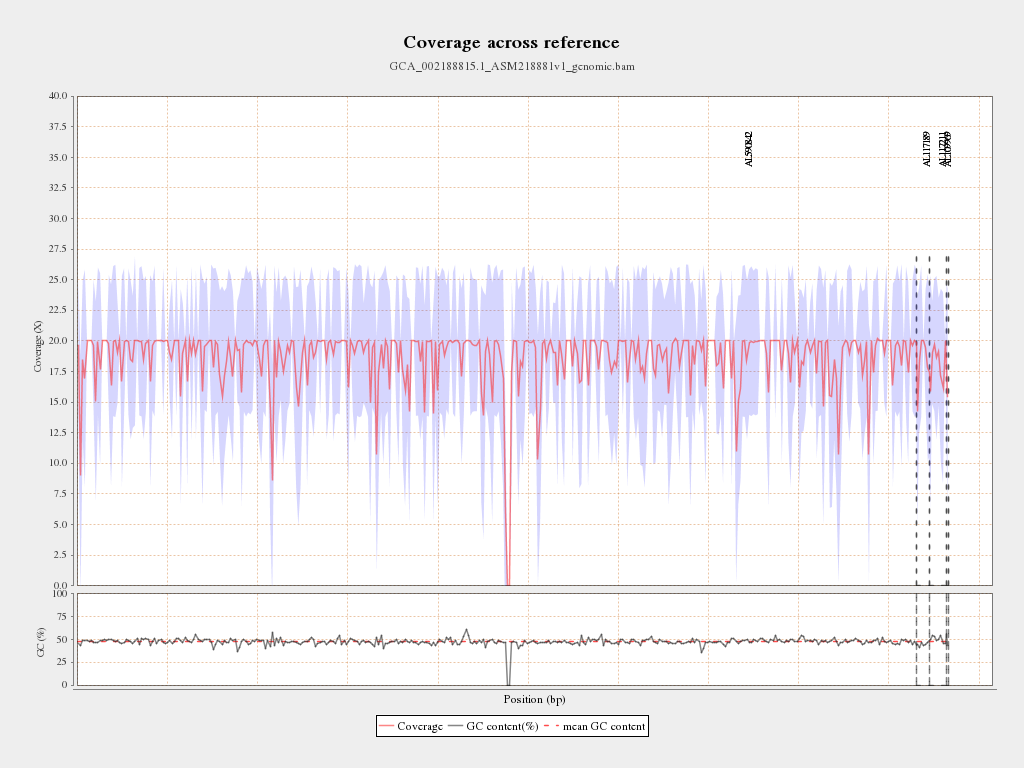 Coverage across reference
GCA_002188815.1_ASM218881v1_genomic.bam
40.0
37.5
35.0
32.5
30.0
27.5
25.0
22.5
20.0
17.5
15.0
12.5
10.0
7.5
5.0
2.5
0.0
Coverage (X)
AL590842
AL117189
AL117211
100
75
50
25
0
GC (%)
Position (bp)
Coverage
GC content(%)
mean GC content